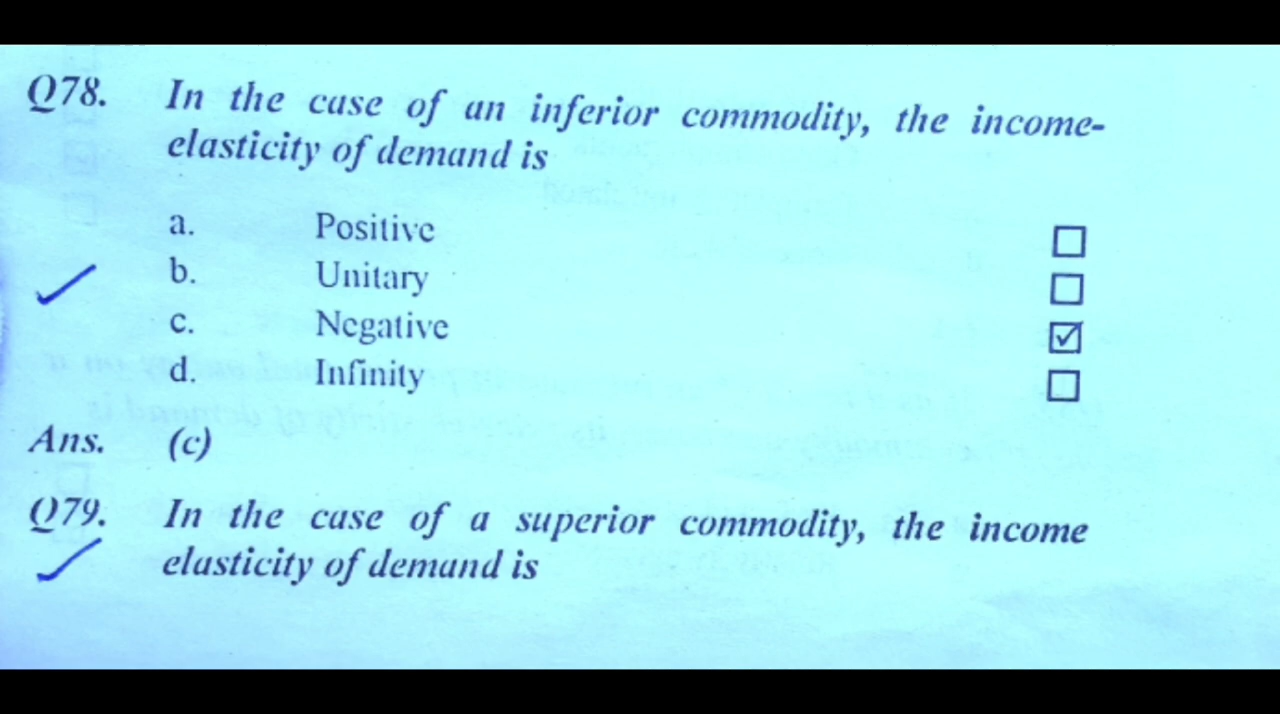 Q78. In the case of an inferior commodity, the income-
elasticity of demand is
a. Positive
b. Unitary
c. Negative
d. Infinity
Ans. (c)
Q79. In the case of a superior commodity, the income
elasticity of demand is